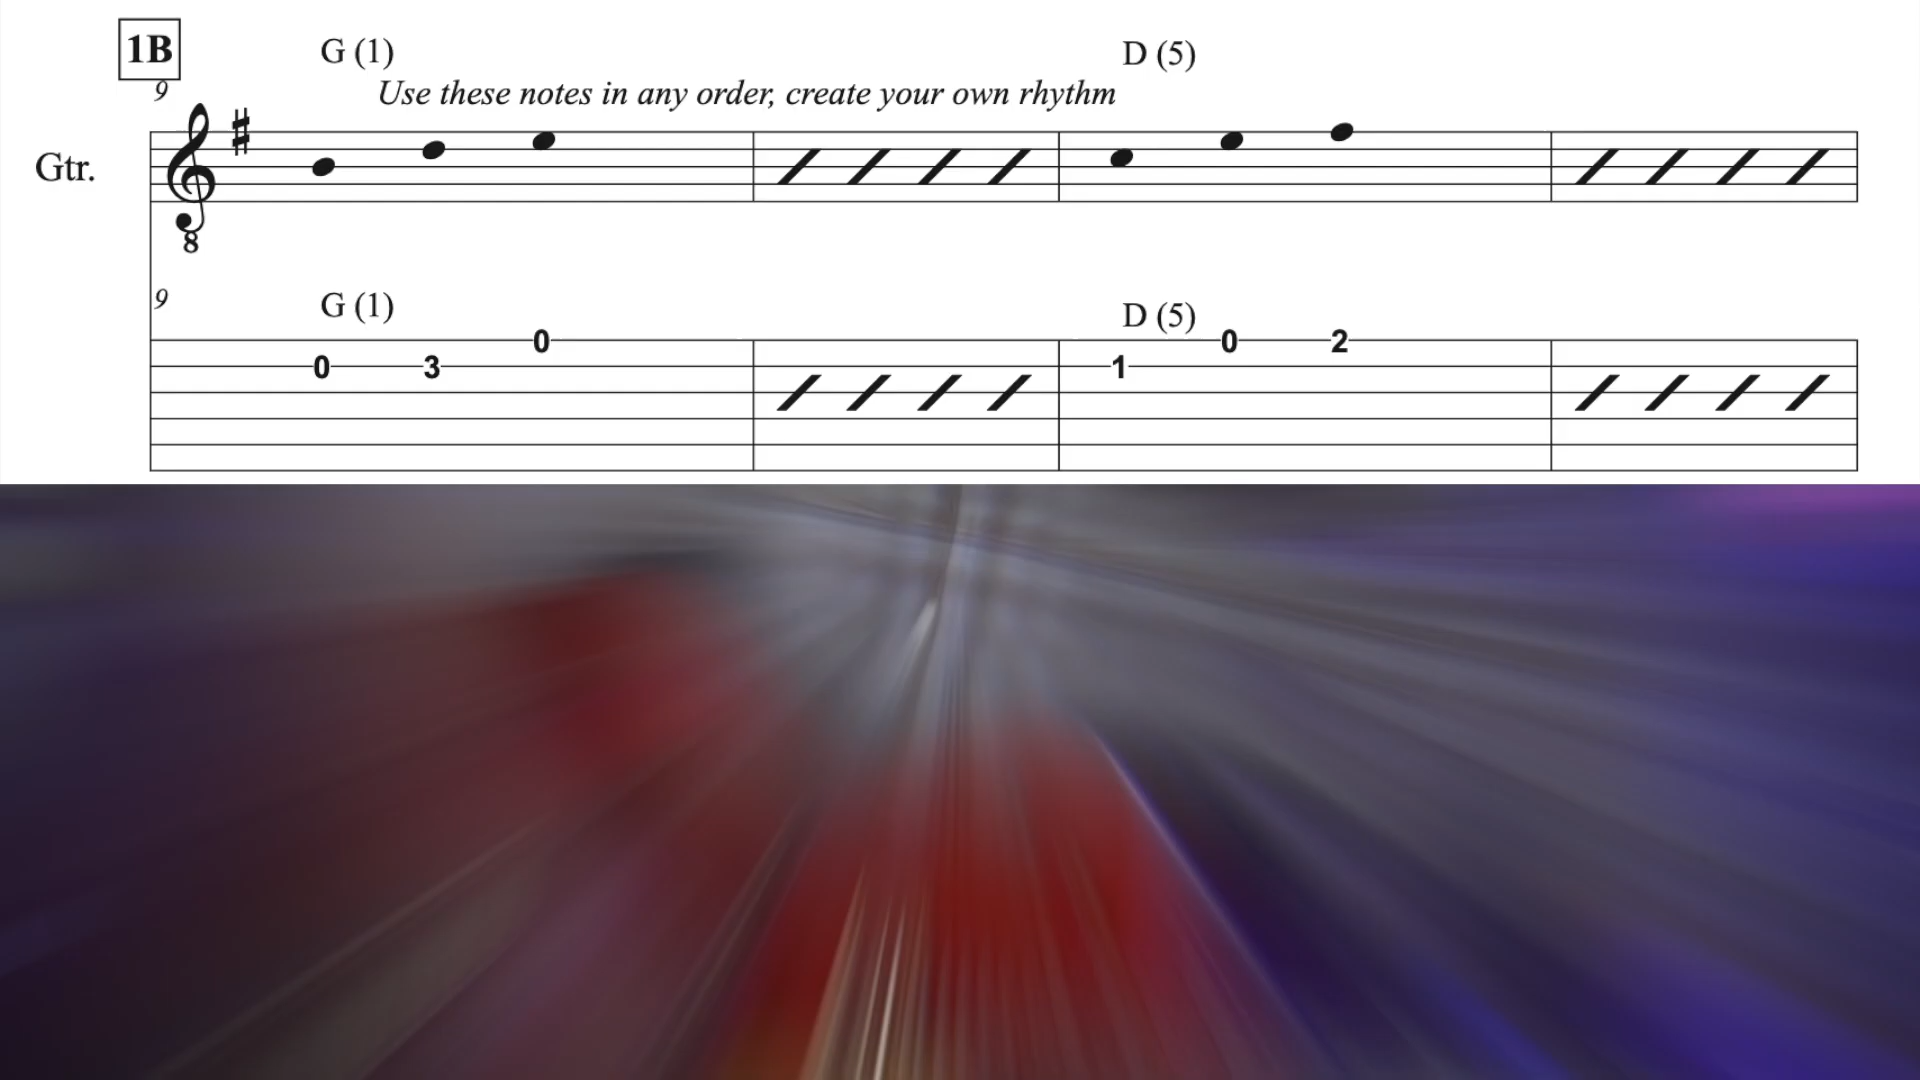 1B
G (1)
D (5)
9
Use these notes in any order, create your own rhythm
Gtr.
8
9
G (1)
D (5)
0 0 2
0 3 1